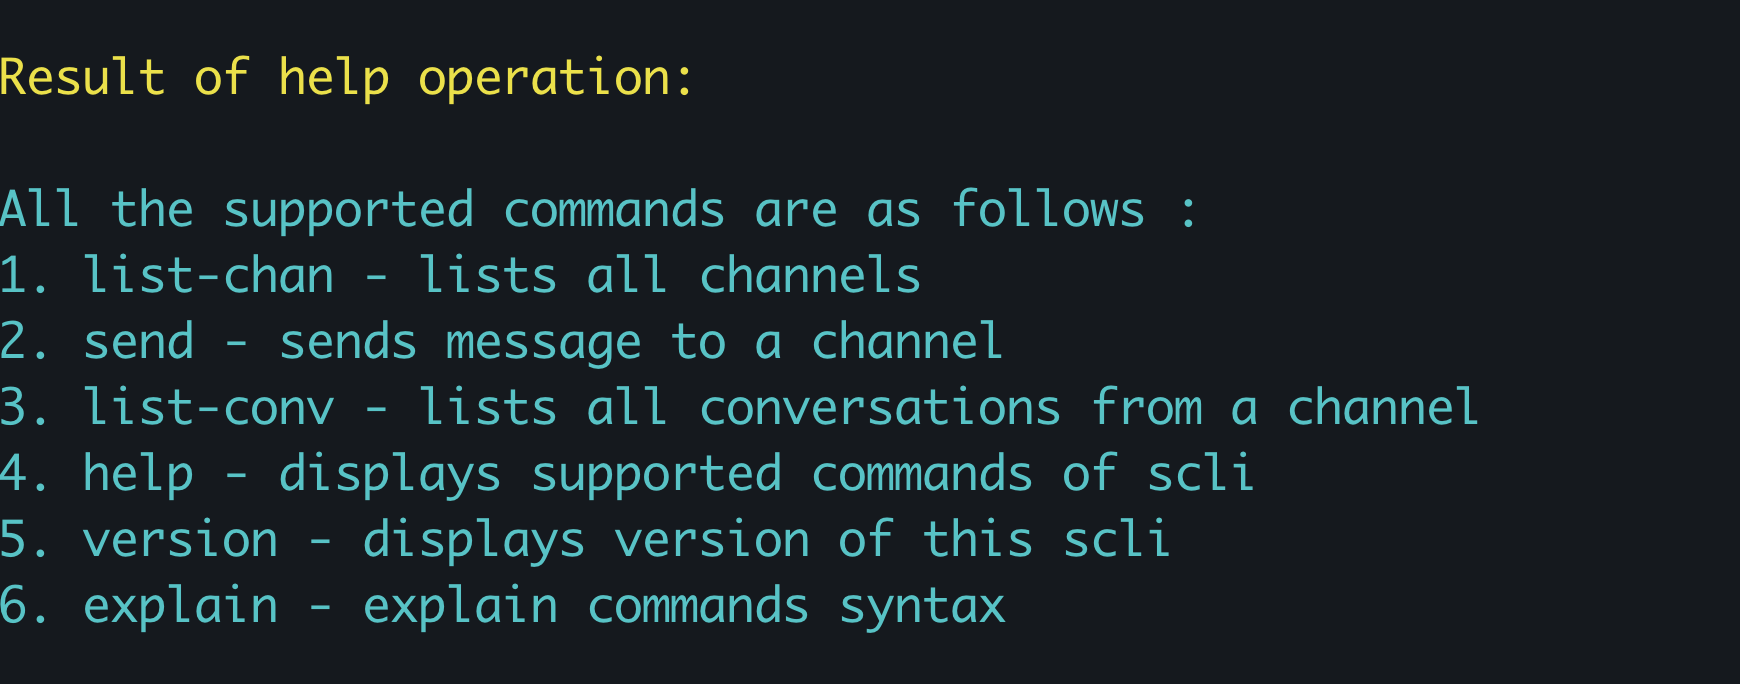 Result of help operation:
All the supported commands are as follows :
1. list-chan - lists all channels
2. send - sends message to a channel
3. list-conv - lists all conversations from a channel
4. help - displays supported commands of scli
5. version - displays version of this scli
6. explain - explain commands syntax